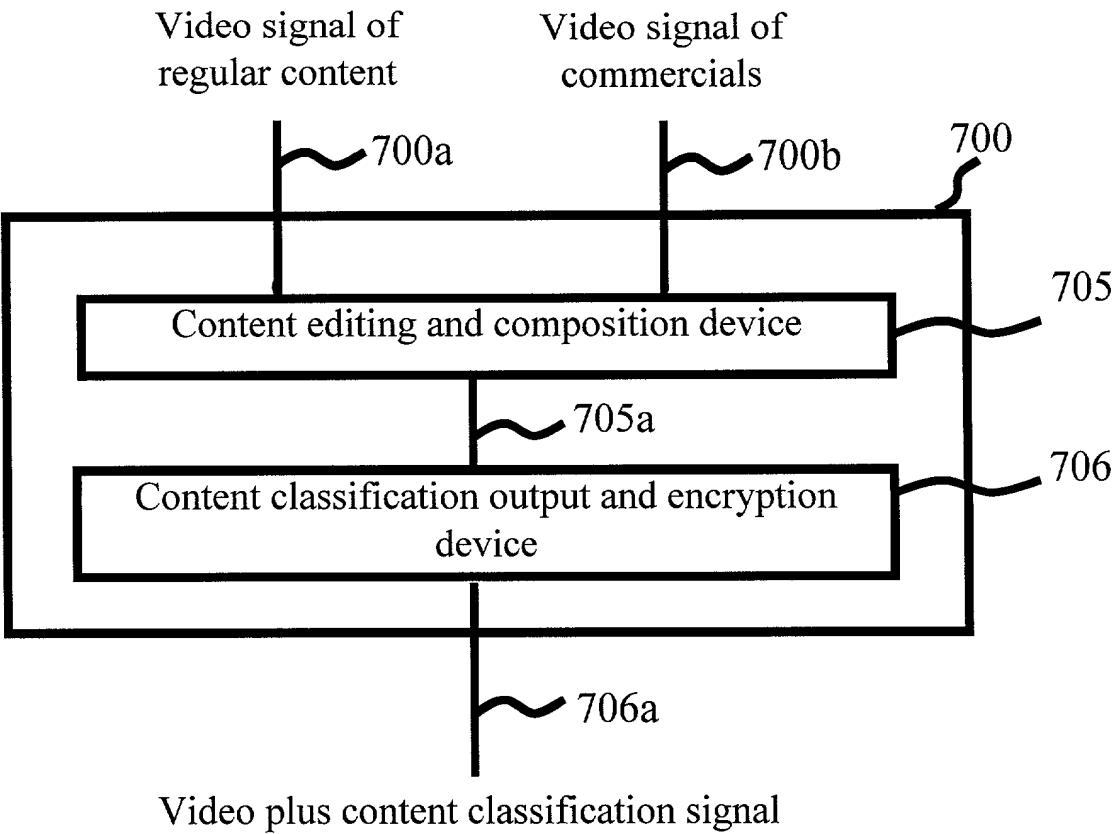 Video signal of
regular content
Video signal of
commercials
700a
700b
700
Content editing and composition device
705
705a
Content classification output and encryption
device
706
706a
Video plus content classification signal